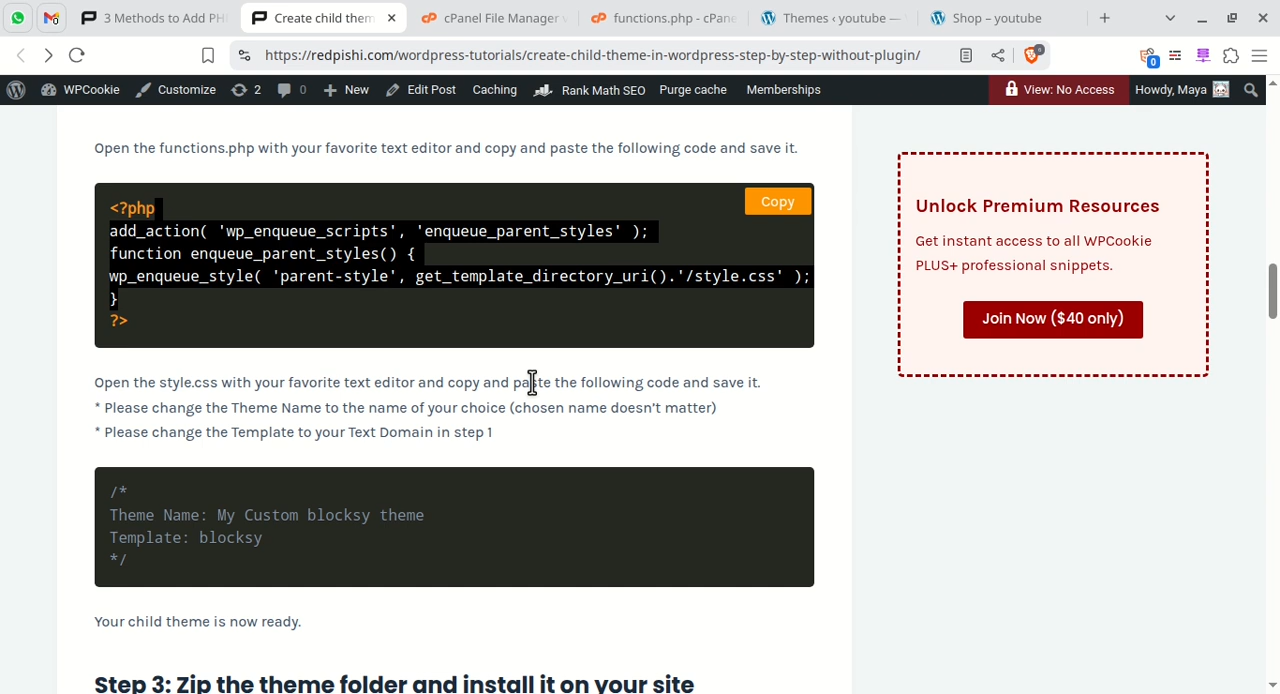 3 Methods to Add PH
Create child them
cPanel File Manager v
functions.php - cPane
Themes ‹ youtube —
Shop – youtube
https://redpishi.com/wordpress-tutorials/create-child-theme-in-wordpress-step-by-step-without-plugin/
0
WPCookie
Customize
2
0
New
Edit Post
Caching
Rank Math SEO
Purge cache
Memberships
View: No Access
Howdy, Maya
Open the functions.php with your favorite text editor and copy and paste the following code and save it.
Copy
<?php
add_action( 'wp_enqueue_scripts', 'enqueue_parent_styles' );
function enqueue_parent_styles() {
wp_enqueue_style( 'parent-style', get_template_directory_uri().'/style.css' );
}
?>
Open the style.css with your favorite text editor and copy and paste the following code and save it.
* Please change the Theme Name to the name of your choice (chosen name doesn't matter)
* Please change the Template to your Text Domain in step 1
/*
Theme Name: My Custom blocksy theme
Template: blocksy
*/
Your child theme is now ready.
Step 3: Zip the theme folder and install it on your site
Unlock Premium Resources
Get instant access to all WPCookie
PLUS+ professional snippets.
Join Now ($40 only)